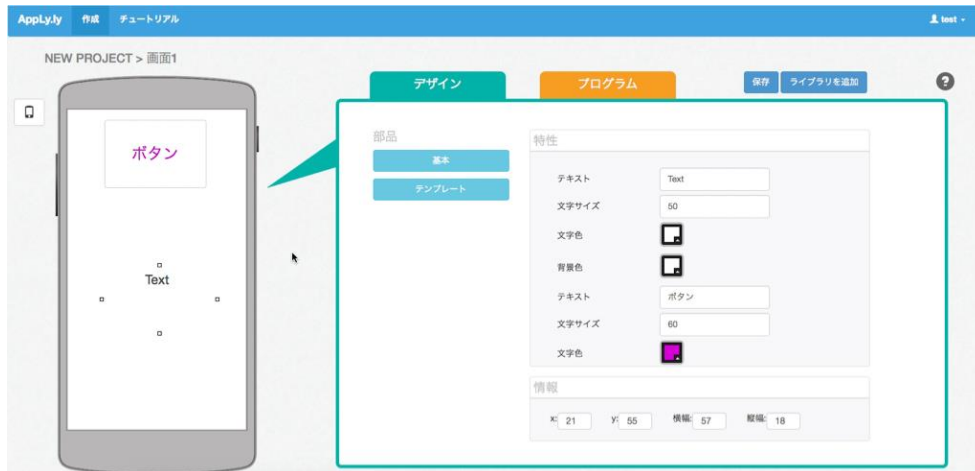 AppLy.ly 作成 チュートリアル test
NEW PROJECT > 画面1
デザイン プログラム 保存 ライブラリを追加 ?
ボタン
Text
部品
基本
テンプレート
特性
テキスト Text
文字サイズ 50
文字色
背景色
テキスト ボタン
文字サイズ 60
文字色
情報
x: 21 y: 55 横幅: 57 縦幅: 18